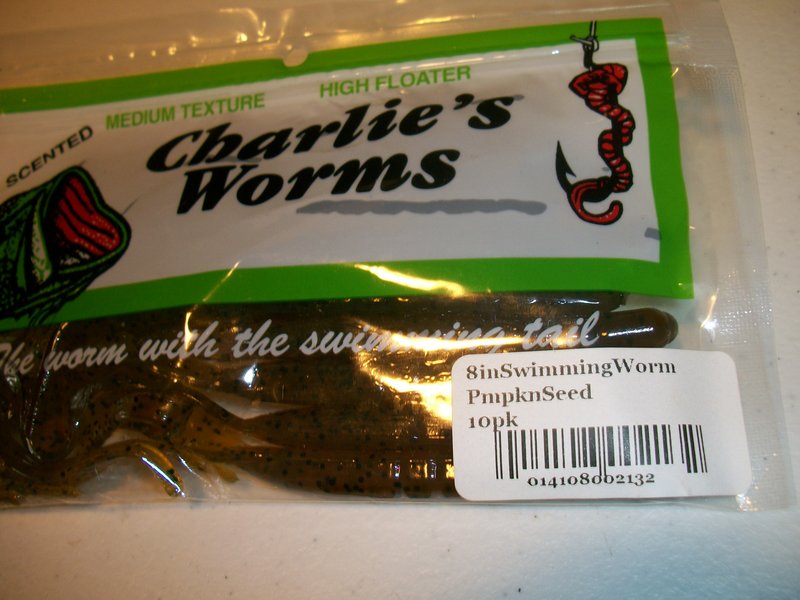 SCENTED
MEDIUM TEXTURE
HIGH FLOATER
Charlie's
Worms
The worm with the swimming tail
8inSwimmingWorm
PmpknSeed
10pk
014108002132